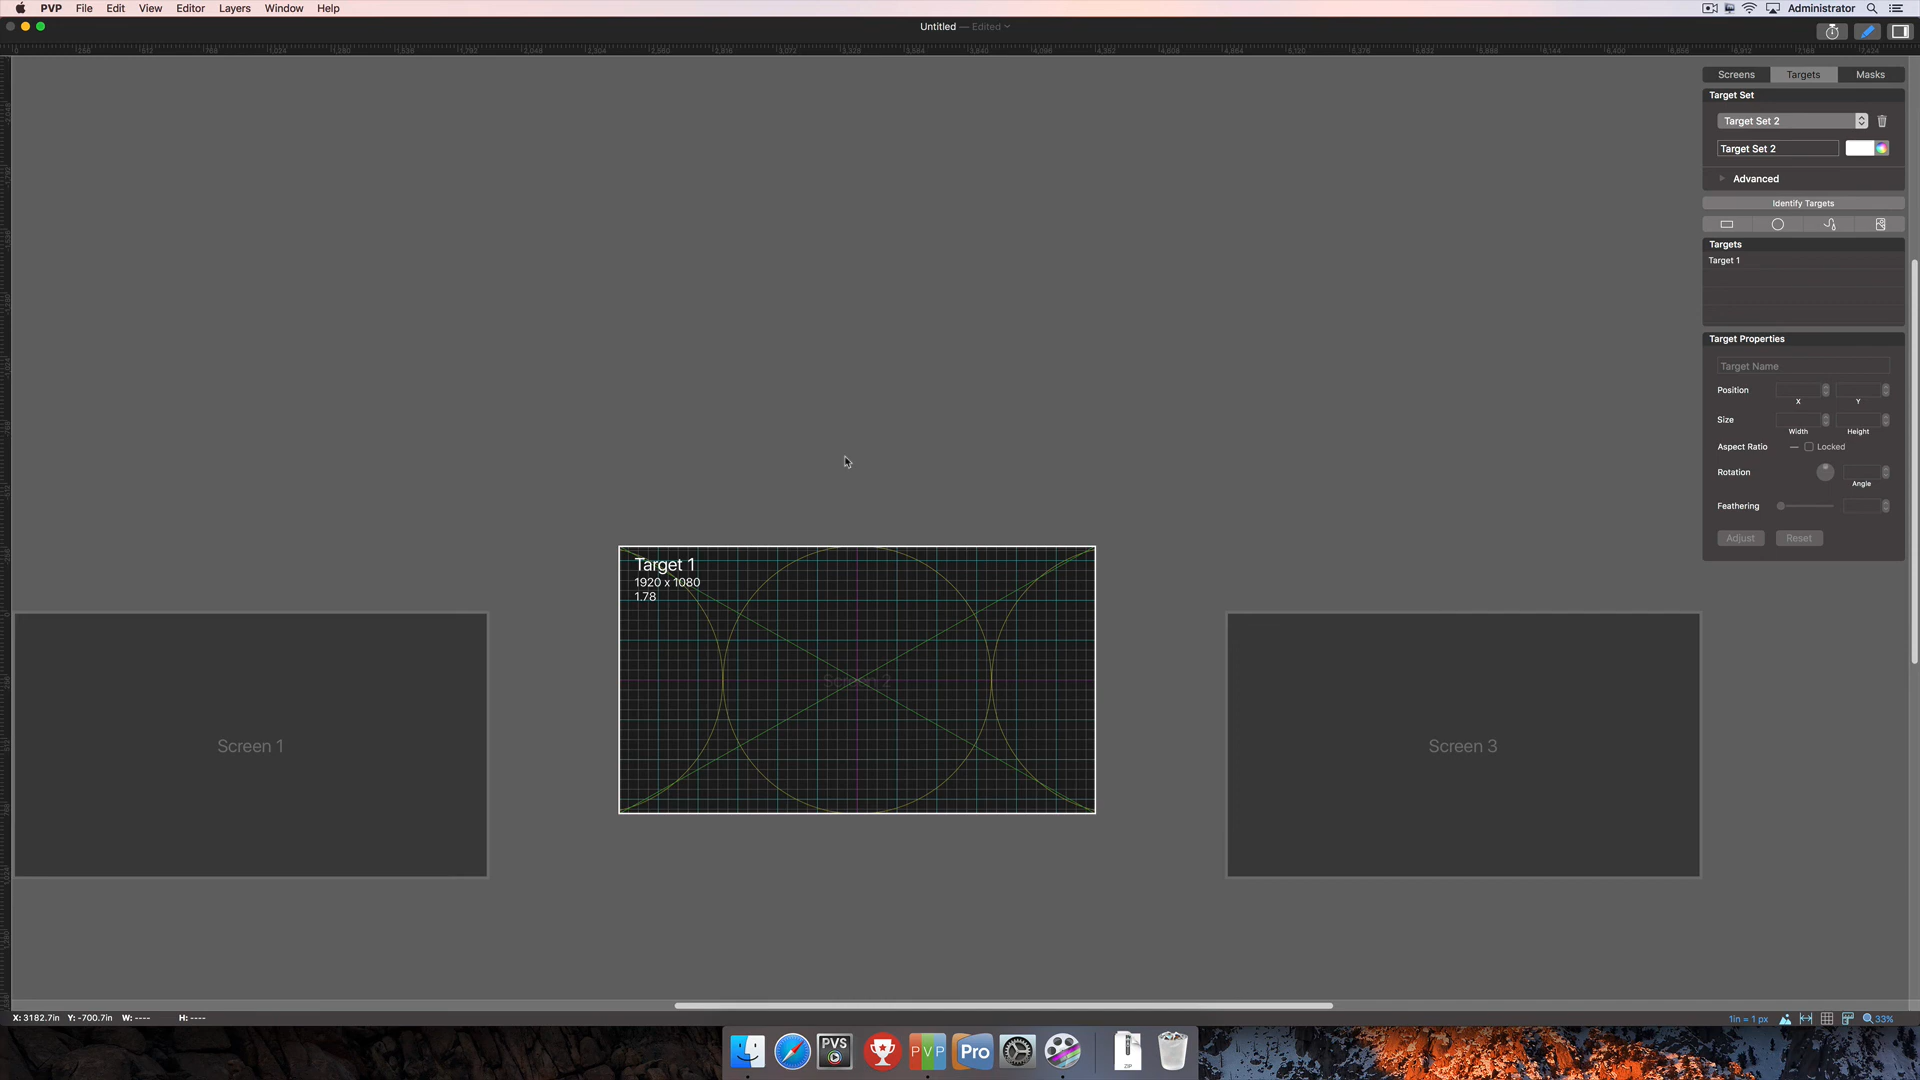 PVP File Edit View Editor Layers Window Help Administrator
Untitled — Edited
Screens Targets Masks
Target Set
Target Set 2
Target Set 2
Advanced
Identify Targets
Targets
Target 1
Target Properties
Target Name
Position
X Y
Size
Width Height
Aspect Ratio — Locked
Rotation
Angle
Feathering
Adjust Reset
Target 1
1920 x 1080
1.78
Screen 2
Screen 1
Screen 3
X: 3182.7in Y: -700.7in W: ---- H: ----
1in = 1 px 33%
PVS
PVP
Pro
ZIP